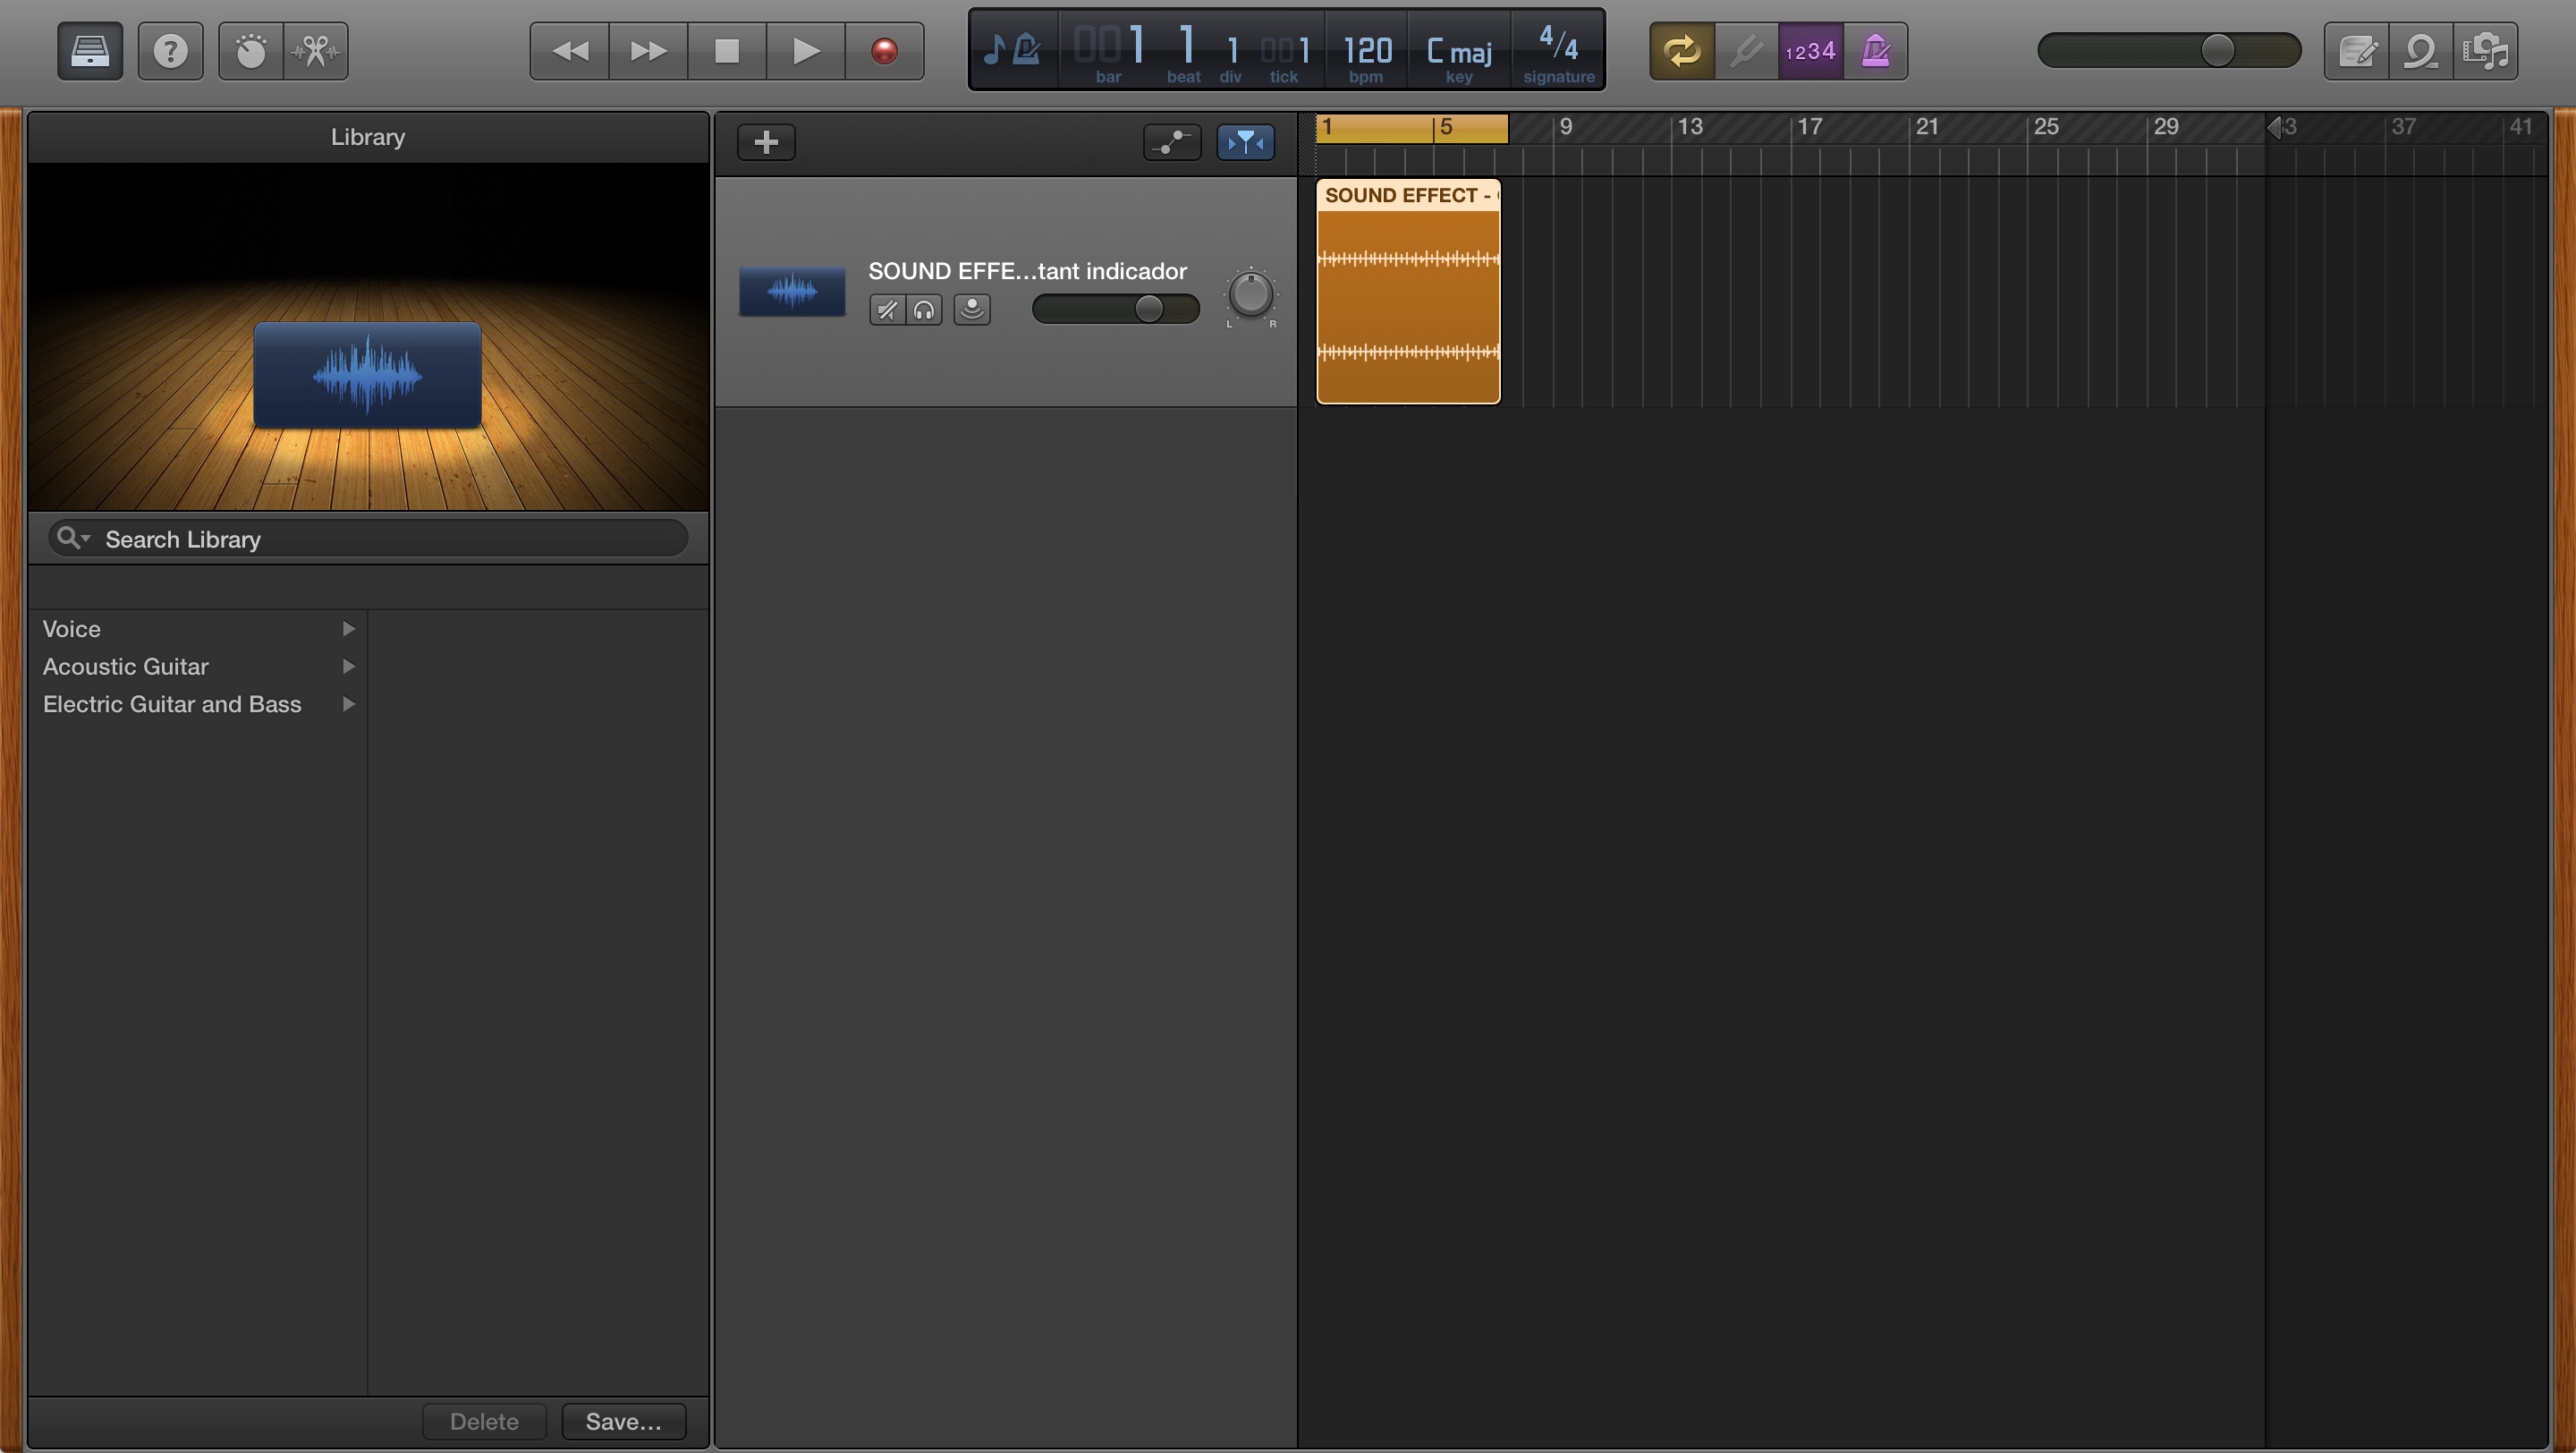 001 1 1 001 120 C maj 4/4
bar beat div tick bpm key signature
1234
Library
1 5 9 13 17 21 25 29 33 37 41
SOUND EFFECT -
SOUND EFFE...tant indicador
L R
Search Library
Voice
Acoustic Guitar
Electric Guitar and Bass
Delete Save...